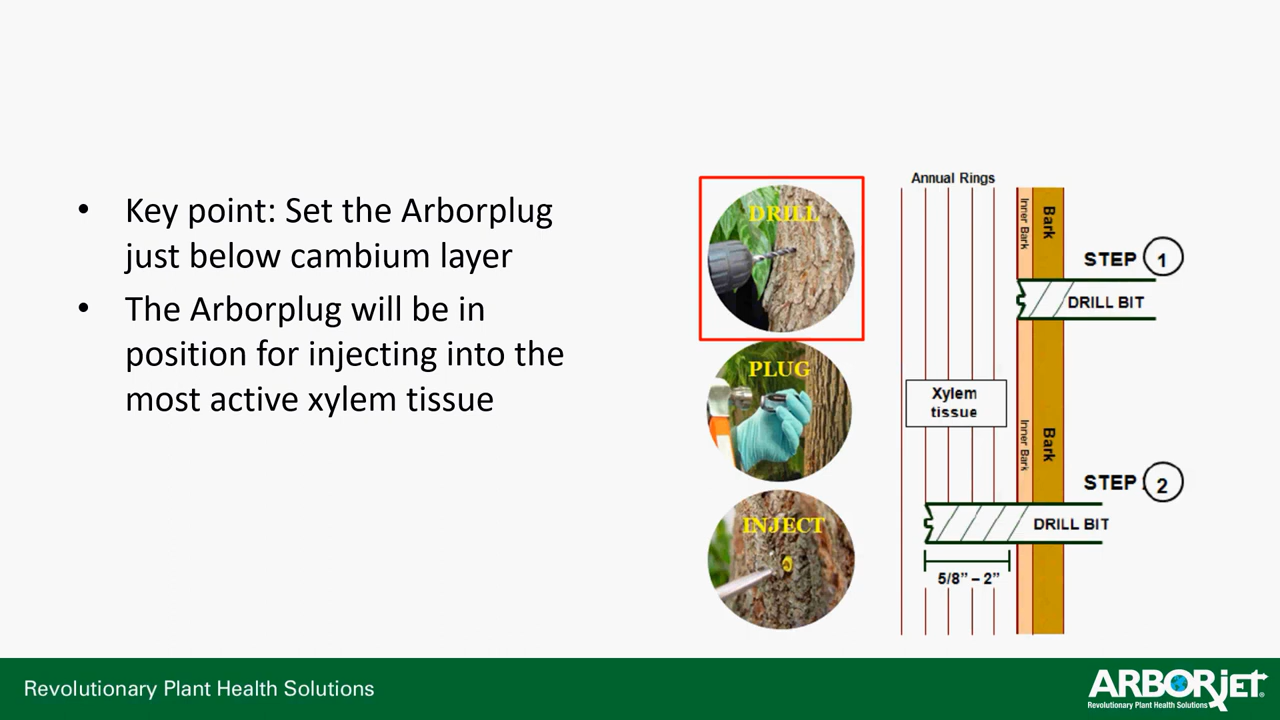 • Key point: Set the Arborplug
just below cambium layer
• The Arborplug will be in
position for injecting into the
most active xylem tissue
DRILL
PLUG
INJECT
Annual Rings
Inner Bark
Bark
STEP 1
DRILL BIT
Xylem
tissue
Inner Bark
Bark
STEP 2
DRILL BIT
5/8” – 2”
Revolutionary Plant Health Solutions
ARBORjet®
Revolutionary Plant Health Solutions